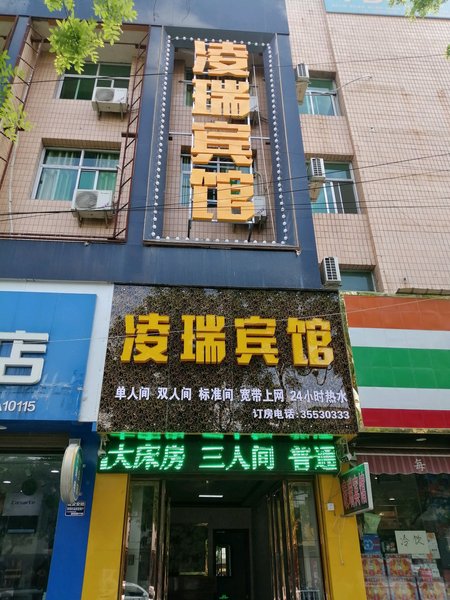 凌瑞宾馆
凌瑞宾馆
单人间 双人间 标准间 宽带上网 24小时热水
订房电话:35530333
大床房 三人间 普通
店
10115
冷饮